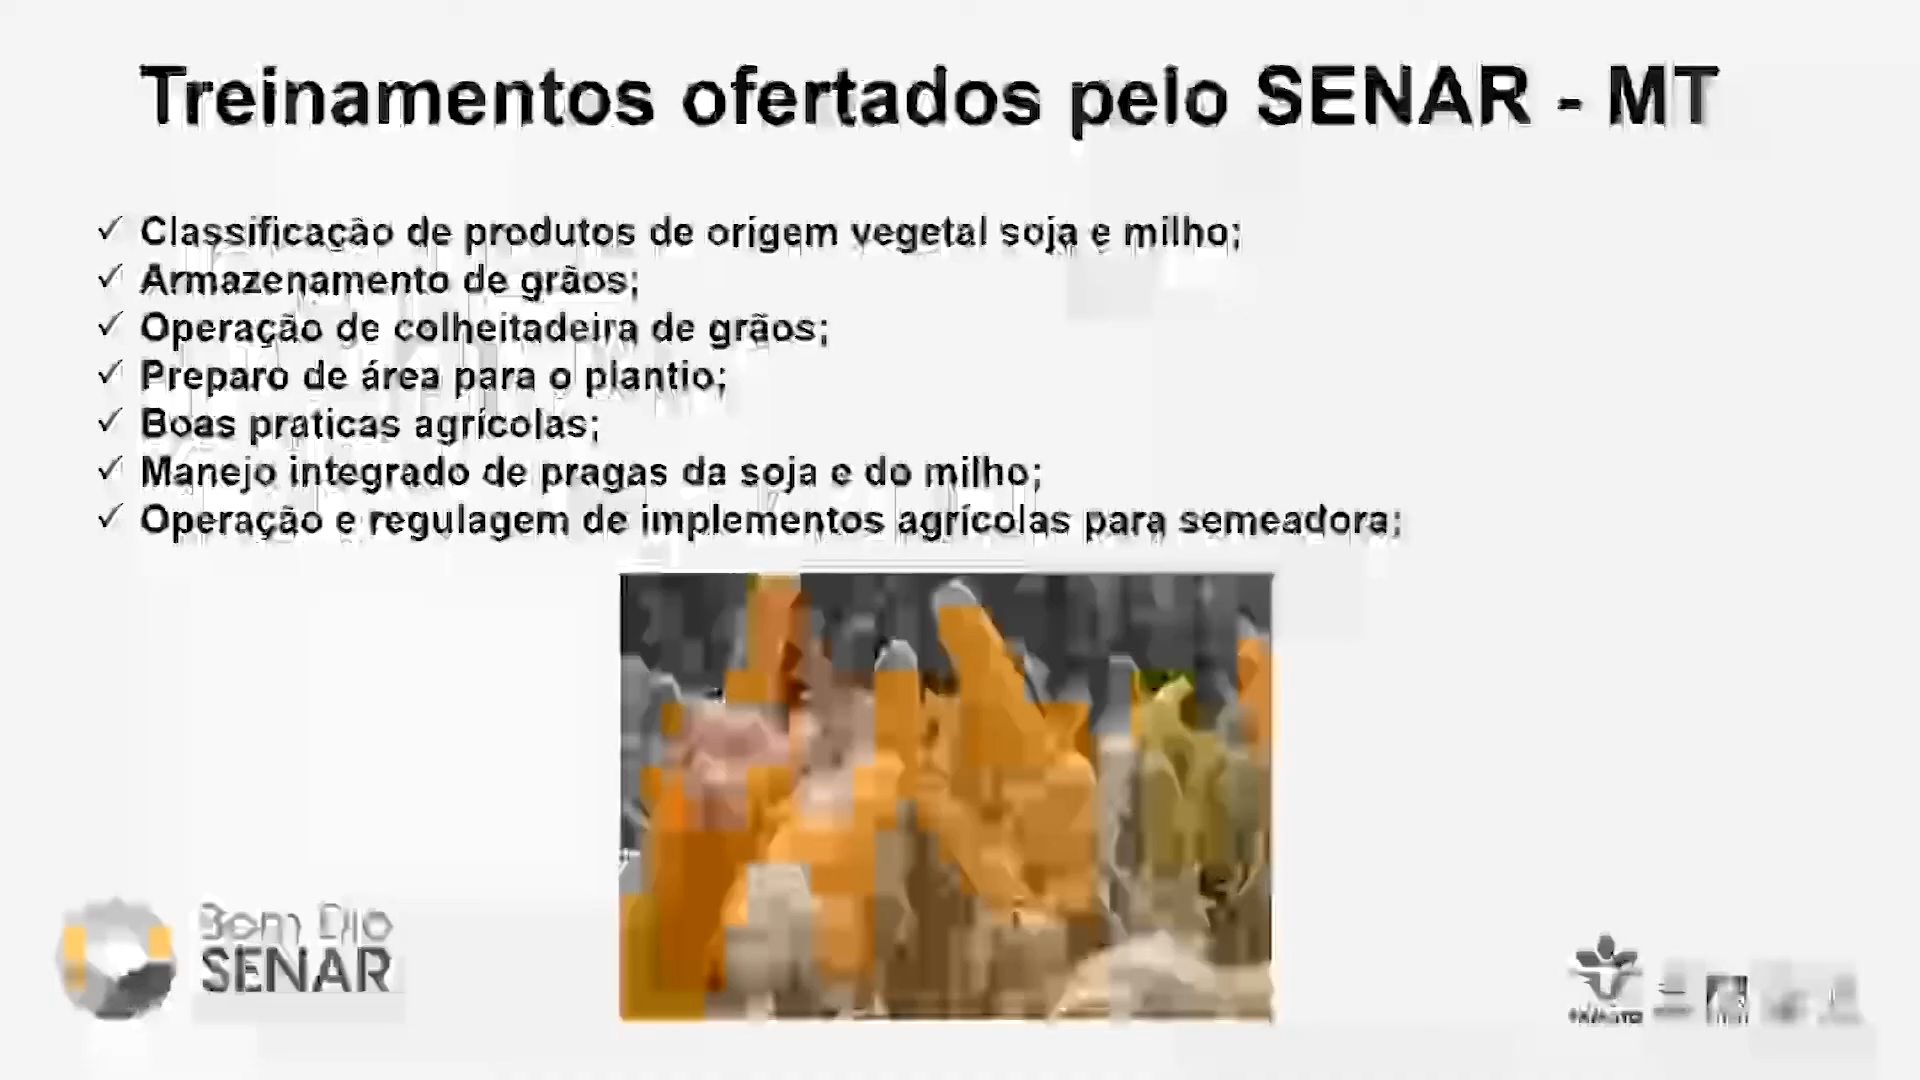 Treinamentos ofertados pelo SENAR - MT
✓ Classificação de produtos de origem vegetal soja e milho;
✓ Armazenamento de grãos;
✓ Operação de colheitadeira de grãos;
✓ Preparo de área para o plantio;
✓ Boas praticas agrícolas;
✓ Manejo integrado de pragas da soja e do milho;
✓ Operação e regulagem de implementos agrícolas para semeadora;
Bom Dia
SENAR